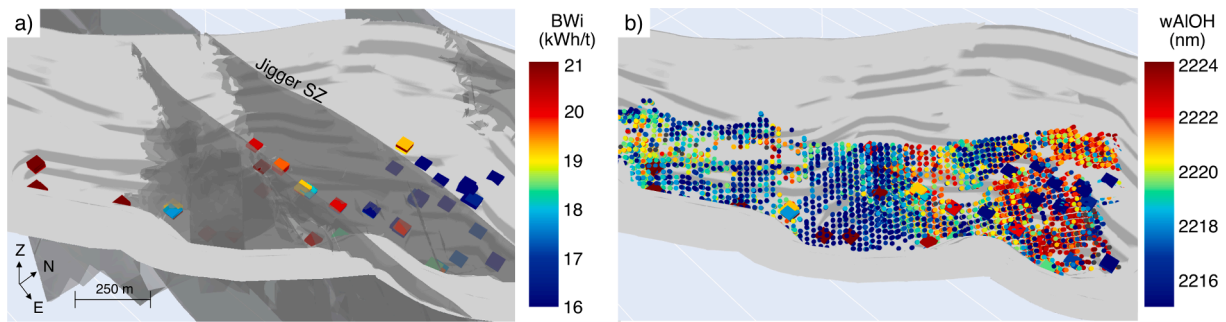 a)
BWi
(kWh/t)
21
20
19
18
17
16
Jigger SZ
Z
N
E
250 m
b)
wAlOH
(nm)
2224
2222
2220
2218
2216